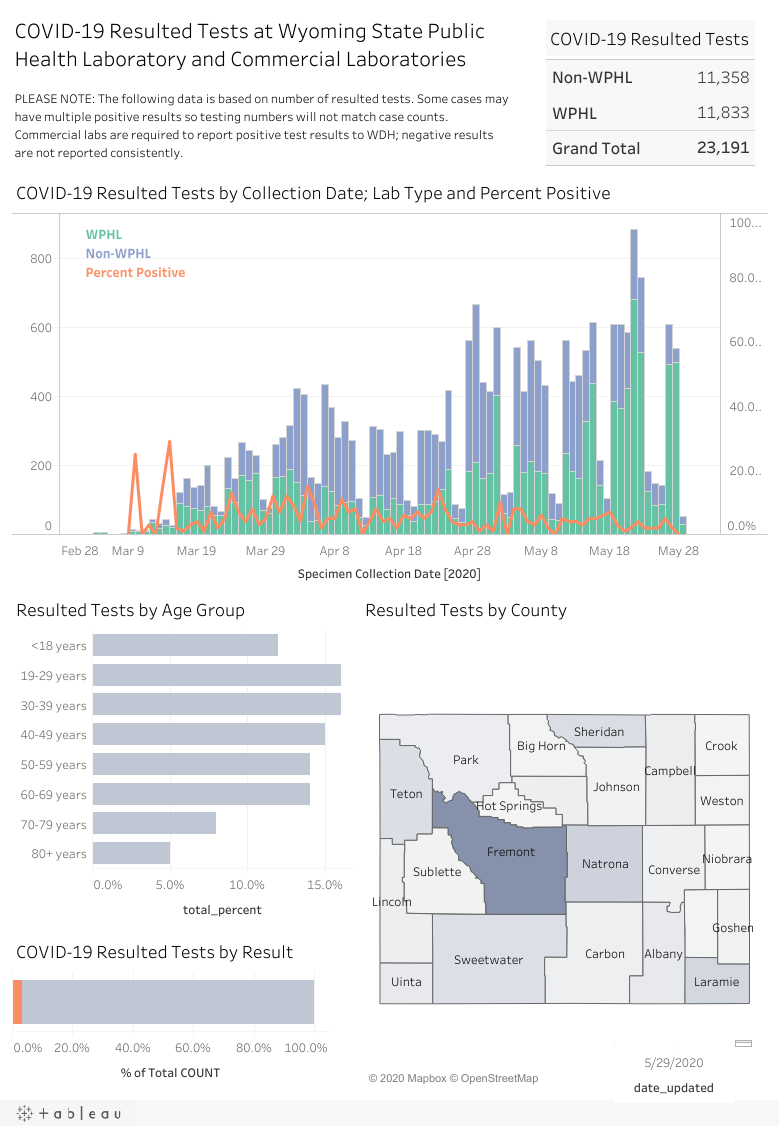 COVID-19 Resulted Tests at Wyoming State Public
Health Laboratory and Commercial Laboratories
PLEASE NOTE: The following data is based on number of resulted tests. Some cases may
have multiple positive results so testing numbers will not match case counts.
Commercial labs are required to report positive test results to WDH; negative results
are not reported consistently.
COVID-19 Resulted Tests
Non-WPHL 11,358
WPHL 11,833
Grand Total 23,191
COVID-19 Resulted Tests by Collection Date; Lab Type and Percent Positive
WPHL
Non-WPHL
Percent Positive
800
600
400
200
0
100...
80.0..
60.0..
40.0..
20.0..
0.0%
Feb 28 Mar 9 Mar 19 Mar 29 Apr 8 Apr 18 Apr 28 May 8 May 18 May 28
Specimen Collection Date [2020]
Resulted Tests by Age Group
<18 years
19-29 years
30-39 years
40-49 years
50-59 years
60-69 years
70-79 years
80+ years
0.0% 5.0% 10.0% 15.0%
total_percent
COVID-19 Resulted Tests by Result
0.0% 20.0% 40.0% 60.0% 80.0% 100.0%
% of Total COUNT
Resulted Tests by County
Sheridan
Big Horn
Crook
Park
Campbell
Johnson
Teton
Hot Springs
Weston
Fremont
Natrona
Niobrara
Sublette
Converse
Lincoln
Goshen
Sweetwater
Carbon
Albany
Uinta
Laramie
© 2020 Mapbox © OpenStreetMap
5/29/2020
date_updated
+ableau